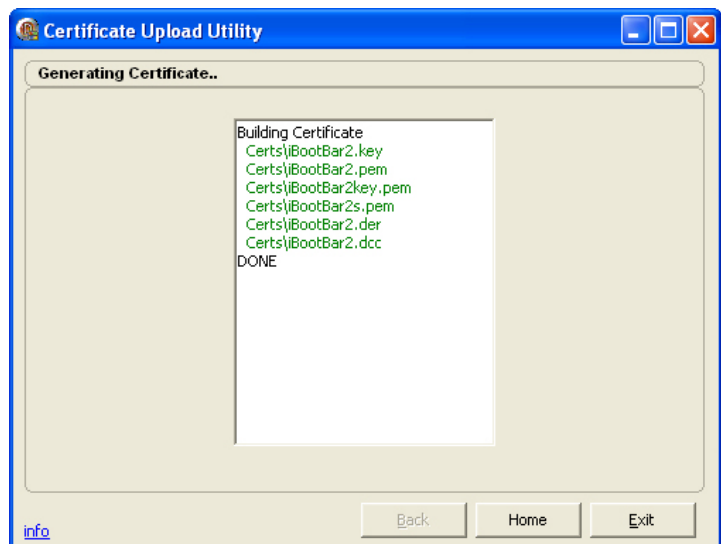 Certificate Upload Utility
Generating Certificate..
Building Certificate
Certs\iBootBar2.key
Certs\iBootBar2.pem
Certs\iBootBar2key.pem
Certs\iBootBar2s.pem
Certs\iBootBar2.der
Certs\iBootBar2.dcc
DONE
info
Back
Home
Exit